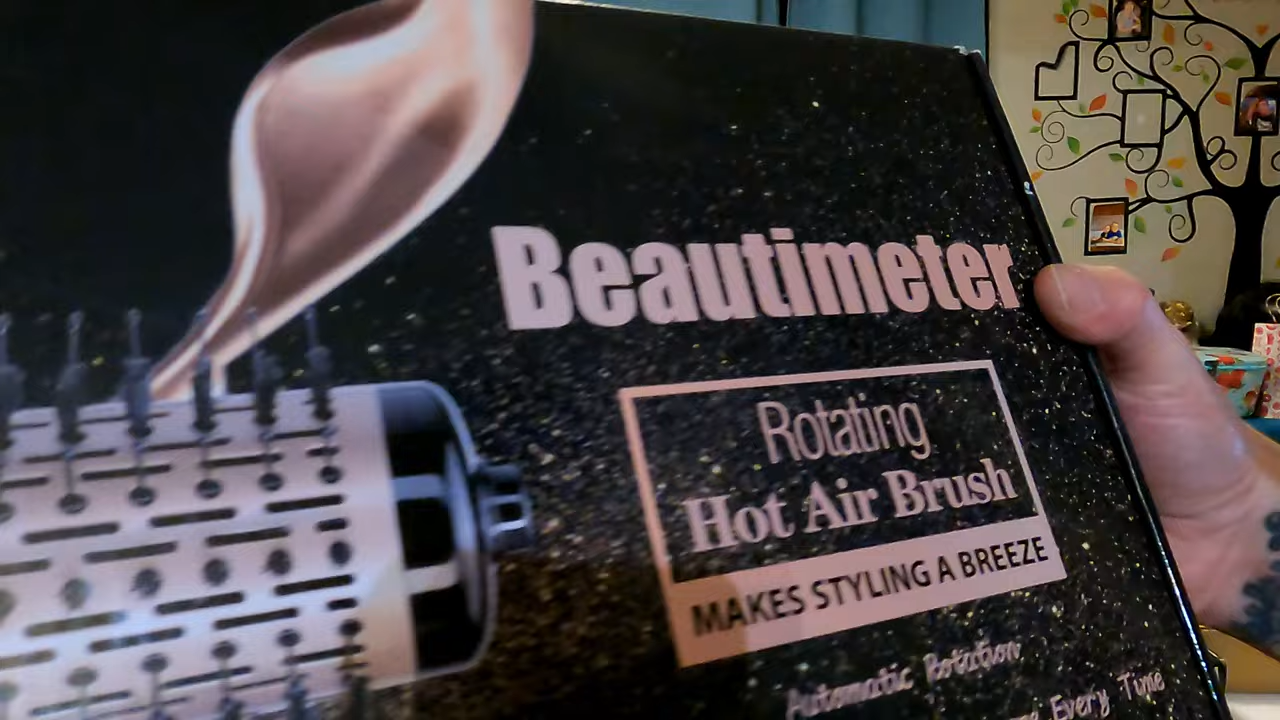 Beautimeter
Rotating
Hot Air Brush
MAKES STYLING A BREEZE
Automatic Rotation
Every Time